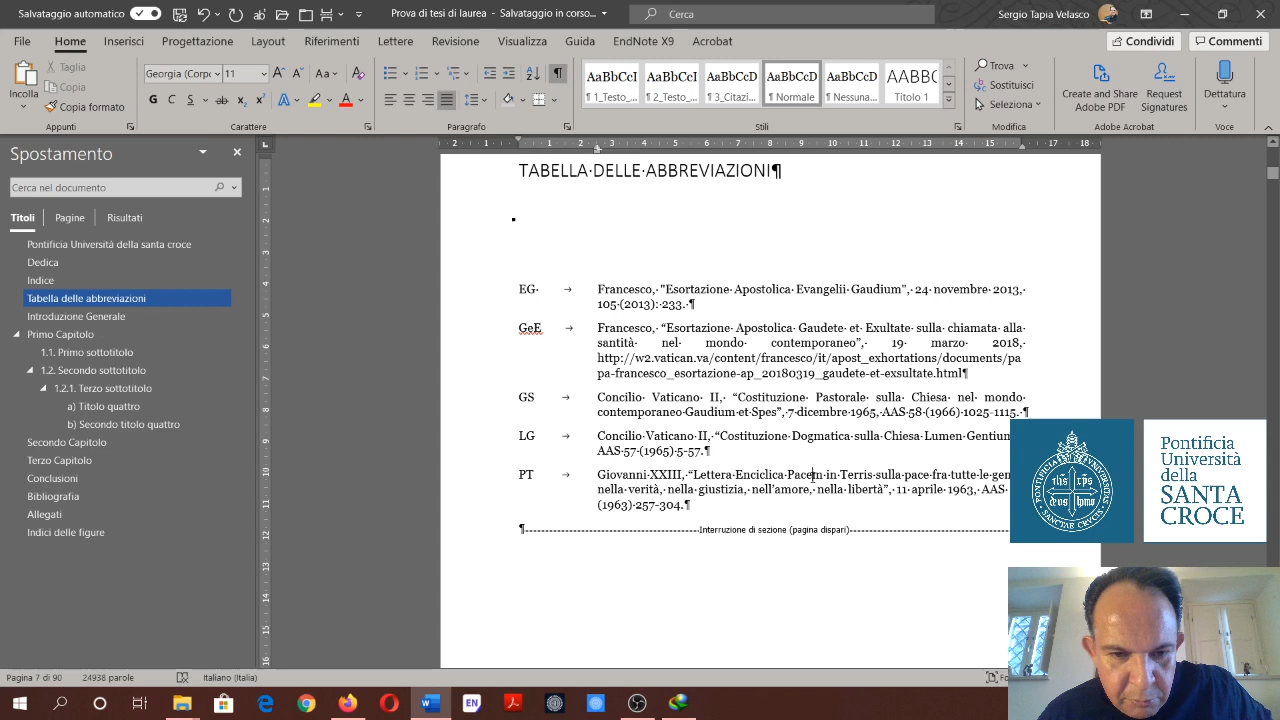 Salvataggio automatico
Prova di tesi di laurea - Salvataggio in corso...
Cerca
Sergio Tapia Velasco
File Home Inserisci Progettazione Layout Riferimenti Lettere Revisione Visualizza Guida EndNote X9 Acrobat
Condividi Commenti
Incolla
Taglia
Copia
Copia formato
Appunti
Georgia (Corpo 11
Carattere
Paragrafo
AaBbCcI AaBbCcI AaBbCcD AaBbCcD AaBbCcD AABBC
¶ 1_Testo_... ¶ 2_Testo_... ¶ 3_Citazi... ¶ Normale ¶ Nessuna... Titolo 1
Stili
Trova
Sostituisci
Seleziona
Modifica
Create and Share Adobe PDF
Request Signatures
Adobe Acrobat
Dettatura
Voce
Spostamento
Cerca nel documento
Titoli Pagine Risultati
Pontificia Università della santa croce
Dedica
Indice
Tabella delle abbreviazioni
Introduzione Generale
Primo Capitolo
1.1. Primo sottotitolo
1.2. Secondo sottotitolo
1.2.1. Terzo sottotitolo
a) Titolo quattro
b) Secondo titolo quattro
Secondo Capitolo
Terzo Capitolo
Conclusioni
Bibliografia
Allegati
Indici delle figure
TABELLA·DELLE·ABBREVIAZIONI¶
EG· → Francesco,· "Esortazione· Apostolica· Evangelii· Gaudium",· 24· novembre· 2013,·
105·(2013):·233.·¶
GeE → Francesco,· “Esortazione· Apostolica· Gaudete· et· Exultate· sulla· chiamata· alla·
santità· nel· mondo· contemporaneo”,· 19· marzo· 2018,·
http://w2.vatican.va/content/francesco/it/apost_exhortations/documents/pa
pa-francesco_esortazione-ap_20180319_gaudete-et-exsultate.html¶
GS → Concilio· Vaticano· II,· “Costituzione· Pastorale· sulla· Chiesa· nel· mondo·
contemporaneo·Gaudium·et·Spes”,·7·dicembre·1965,·AAS·58·(1966)·1025-1115.·¶
LG → Concilio·Vaticano·II,·“Costituzione·Dogmatica·sulla·Chiesa·Lumen·Gentium
AAS·57·(1965)·5-57.¶
PT → Giovanni·XXIII,·“Lettera·Enciclica·Pacem·in·Terris·sulla·pace·fra·tutte·le·gen
nella·verità,·nella·giustizia,·nell'amore,·nella·libertà”,·11·aprile·1963,·AAS·
(1963)·257-304.¶
¶ Interruzione di sezione (pagina dispari)
Pontificia
Università
della
SANTA
CROCE
Pagina 7 di 90 24938 parole Italiano (Italia)